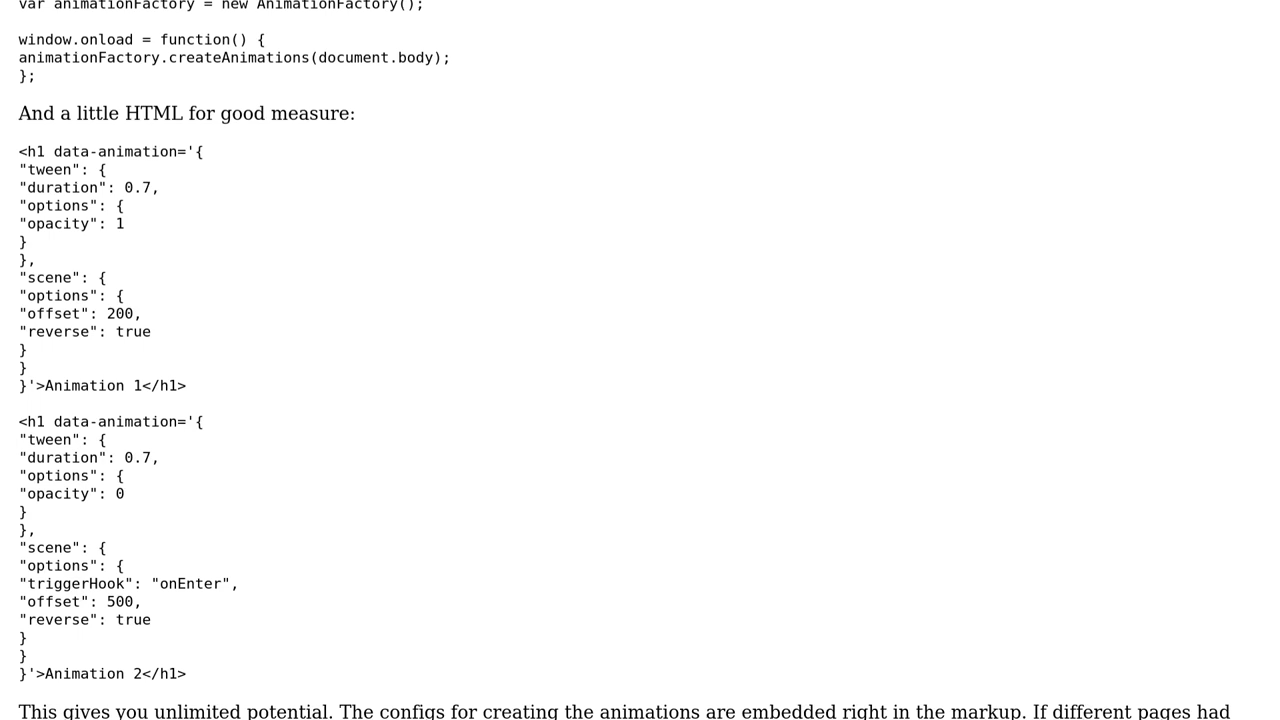 var animationFactory = new AnimationFactory();
window.onload = function() {
animationFactory.createAnimations(document.body);
};
And a little HTML for good measure:
<h1 data-animation='{
"tween": {
"duration": 0.7,
"options": {
"opacity": 1
}
},
"scene": {
"options": {
"offset": 200,
"reverse": true
}
}
}'>Animation 1</h1>
<h1 data-animation='{
"tween": {
"duration": 0.7,
"options": {
"opacity": 0
}
},
"scene": {
"options": {
"triggerHook": "onEnter",
"offset": 500,
"reverse": true
}
}
}'>Animation 2</h1>
This gives you unlimited potential. The configs for creating the animations are embedded right in the markup. If different pages had